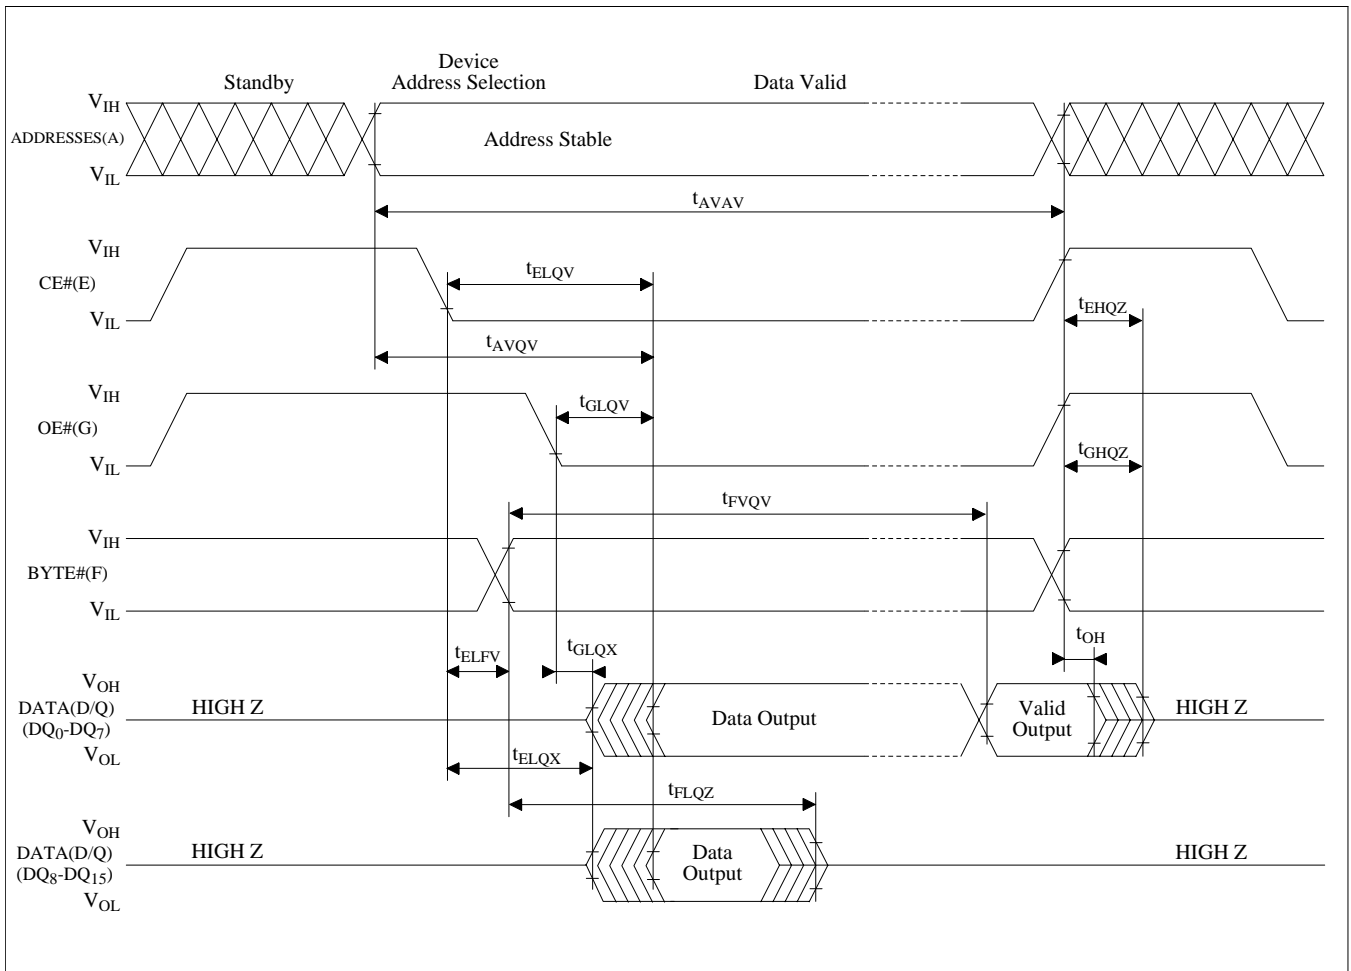 Device
Standby Address Selection Data Valid
VIH
ADDRESSES(A) Address Stable
VIL
tAVAV
VIH
tELQV
CE#(E)
tEHQZ
VIL
tAVQV
VIH
tGLQV
OE#(G)
tGHQZ
VIL
tFVQV
VIH
BYTE#(F)
VIL
tOH
tELFV tGLQX
VOH
DATA(D/Q) HIGH Z Data Output Valid HIGH Z
(DQ0-DQ7) Output
VOL
tELQX
tFLQZ
VOH
DATA(D/Q) HIGH Z Data HIGH Z
(DQ8-DQ15) Output
VOL